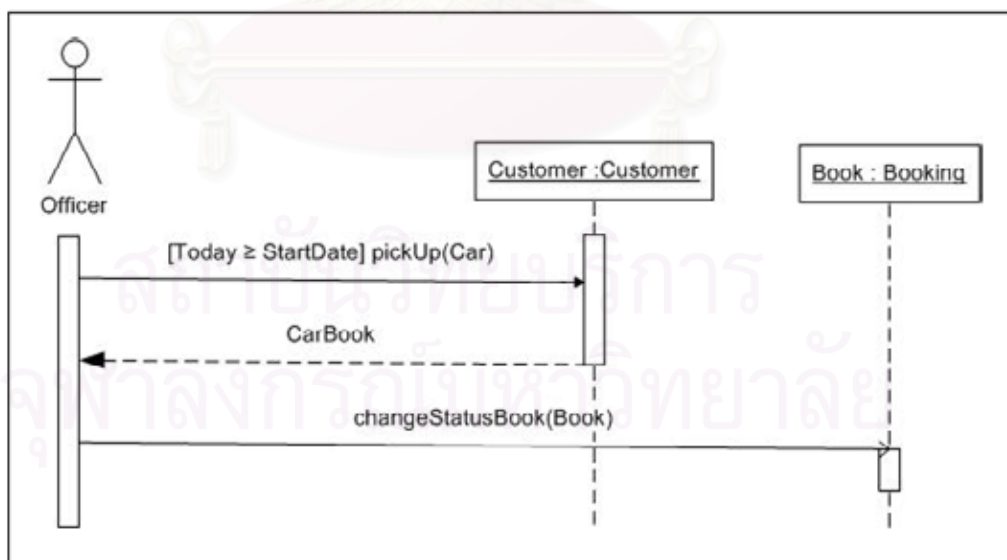 Customer :Customer
Book : Booking
Officer
[Today ≥ StartDate] pickUp(Car)
CarBook
changeStatusBook(Book)
สถาบันวิทยบริการ
จุฬาลงกรณ์มหาวิทยาลัย